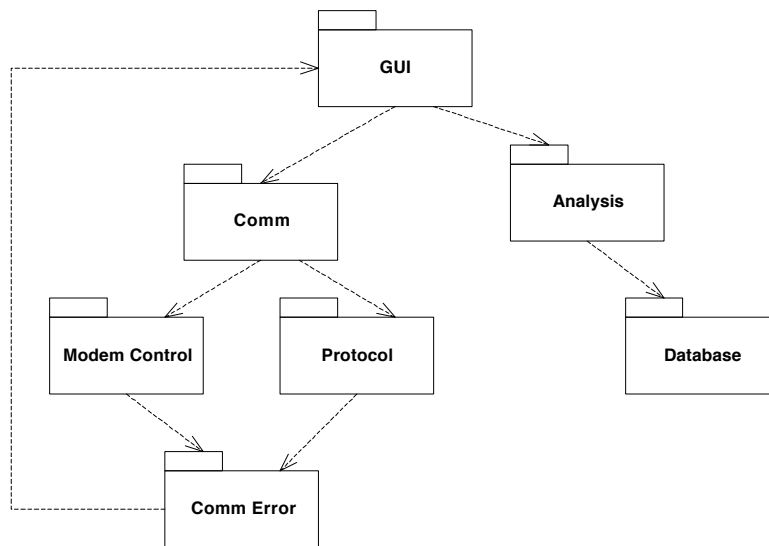 GUI
Comm
Analysis
Modem Control
Protocol
Database
Comm Error